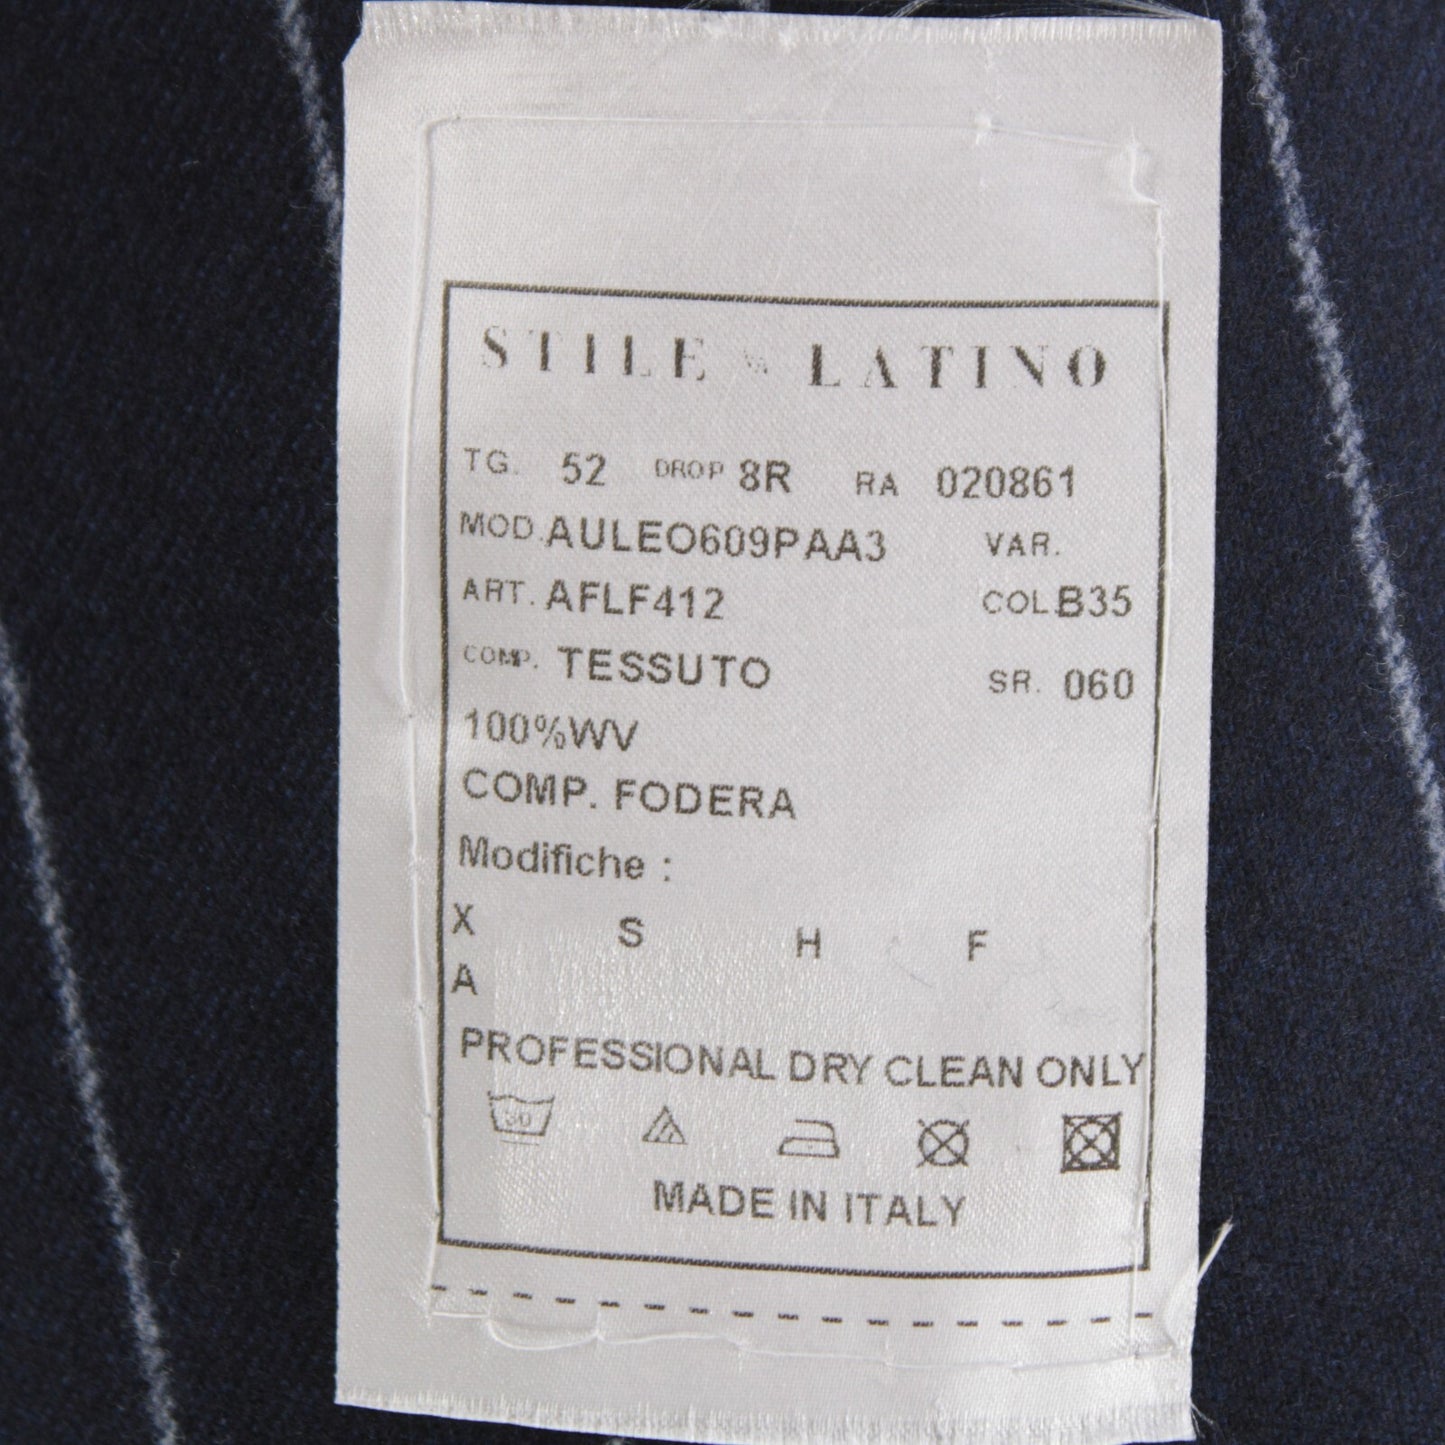 STILE LATINO
TG. 52 DROP 8R RA 020861
MOD. AULEO609PAA3 VAR.
ART. AFLF412 COL. B35
COMP. TESSUTO SR. 060
100%WV
COMP. FODERA
Modifiche :
X S H F
A
PROFESSIONAL DRY CLEAN ONLY
30
MADE IN ITALY